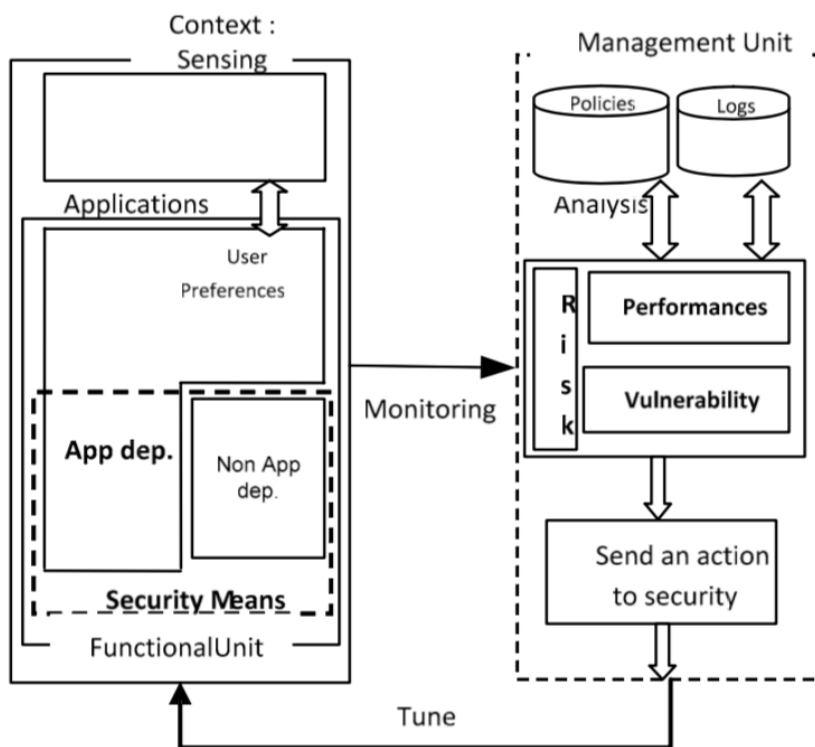 Context :
Sensing
Applications
User
Preferences
App dep.
Non App
dep.
Security Means
FunctionalUnit
Monitoring
Management Unit
Policies
Logs
Analysis
Risk
Performances
Vulnerability
Send an action
to security
Tune